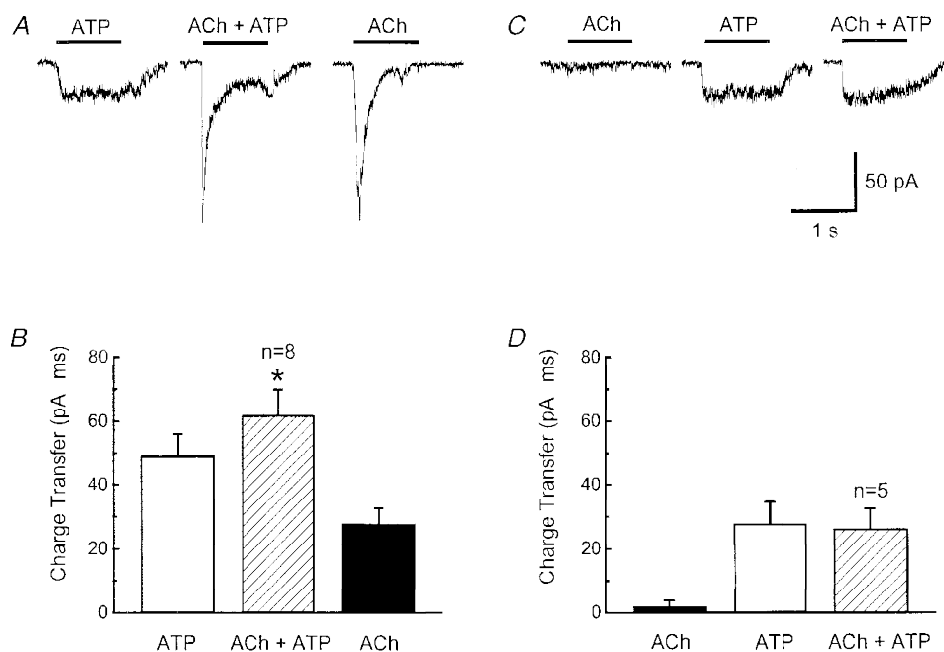 A
ATP
ACh + ATP
ACh
C
ACh
ATP
ACh + ATP
50 pA
1 s
B
Charge Transfer (pA ms)
80
60
40
20
0
n=8
*
ATP
ACh + ATP
ACh
D
Charge Transfer (pA ms)
80
60
40
20
0
n=5
ACh
ATP
ACh + ATP